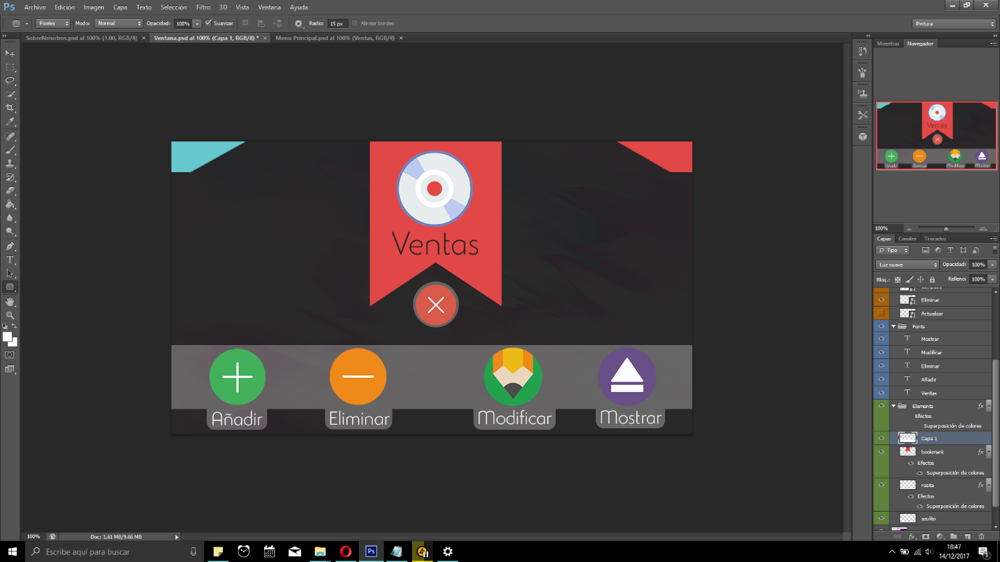 Ps Archivo Edición Imagen Capa Texto Selección Filtro 3D Vista Ventana Ayuda
Píxeles Modo: Normal Opacidad: 100% Suavizar Radio: 15 px Alinear bordes Pintura
SobreNosotros.psd al 100% (1.00, RGB/8) × Ventana.psd al 100% (Capa 1, RGB/8) * × Menu Principal.psd al 100% (Ventas, RGB/8) ×
Muestras Navegador
Ventas
Añadir Eliminar Modificar Mostrar
Ventas
Añadir Eliminar Modificar Mostrar
100%
Capas Canales Trazados
Tipo
Luz suave Opacidad: 100%
Bloq.: Relleno: 100%
Eliminar
Actualizar
Fonts
T Mostrar
T Modificar
T Eliminar
T Añadir
T Ventas
Elements fx
Efectos
Superposición de colores
Capa 1
bookmark fx
Efectos
Superposición de colores
rosita fx
Efectos
Superposición de colores
azulito
100% Doc: 1.61 MB/9.66 MB
Escribe aquí para buscar
Ps
18:47
14/12/2017
1